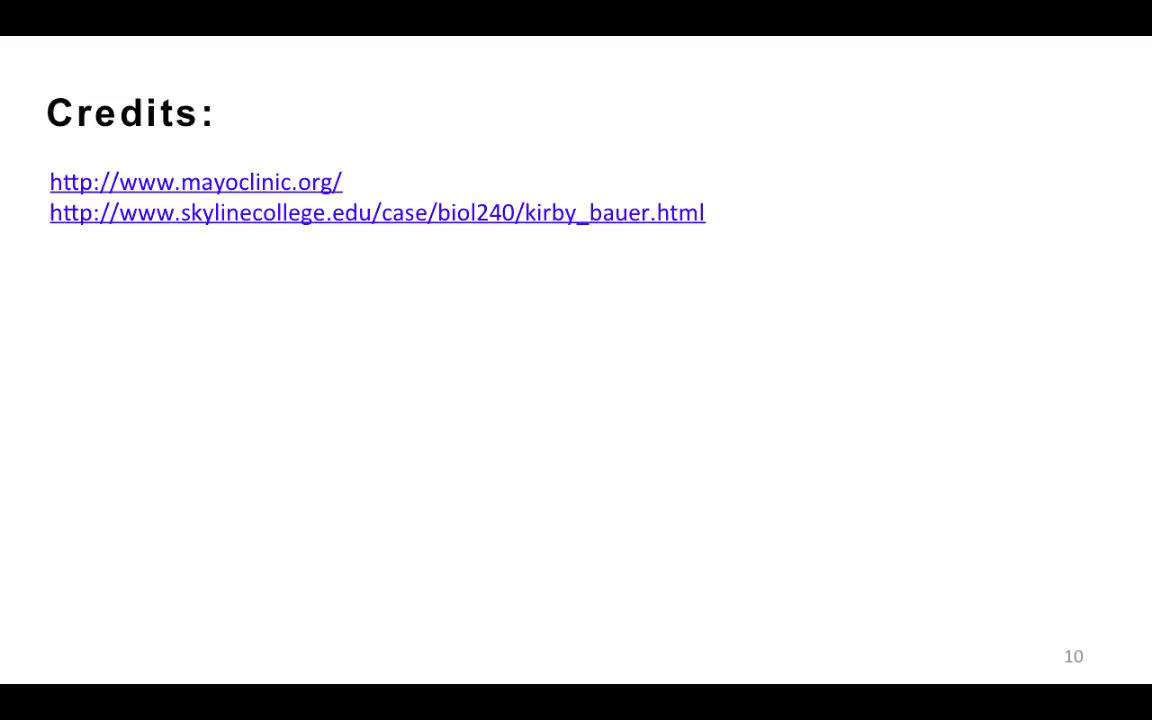 Credits:
http://www.mayoclinic.org/
http://www.skylinecollege.edu/case/biol240/kirby_bauer.html
10